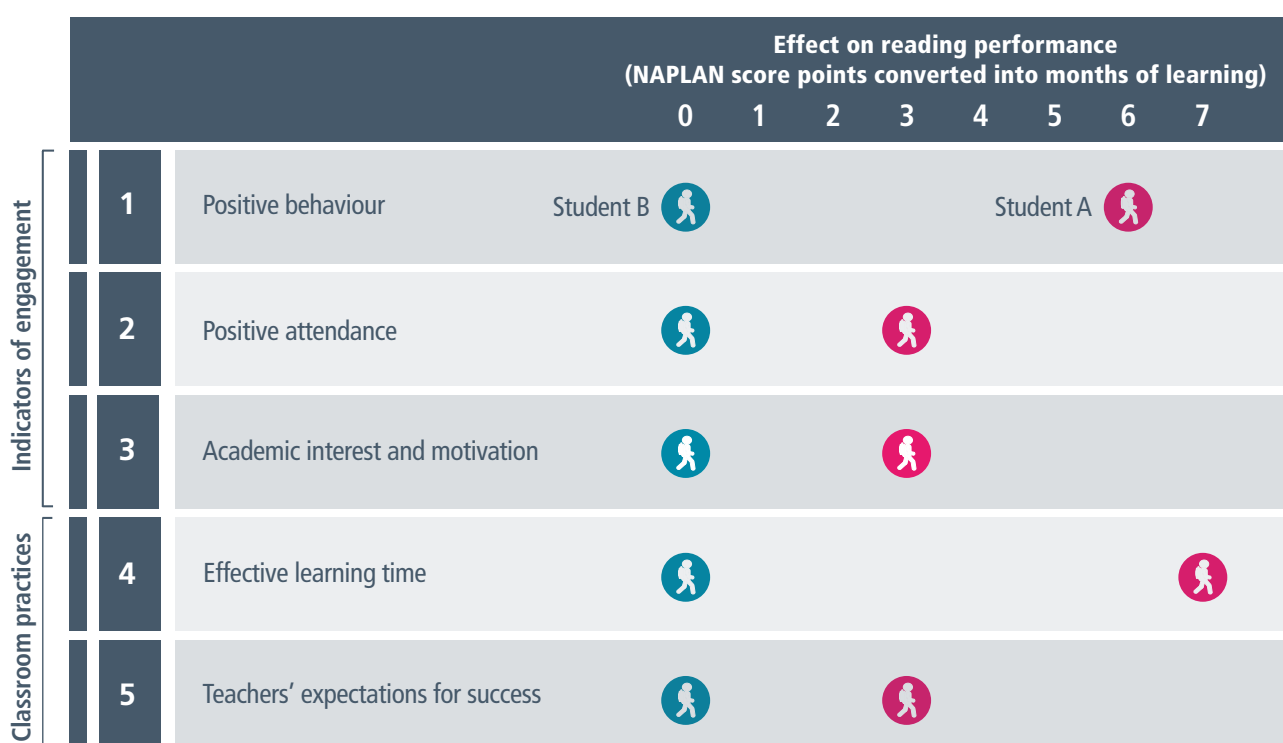 Effect on reading performance
(NAPLAN score points converted into months of learning)
0 1 2 3 4 5 6 7
Indicators of engagement
1 Positive behaviour Student B Student A
2 Positive attendance
3 Academic interest and motivation
Classroom practices
4 Effective learning time
5 Teachers’ expectations for success